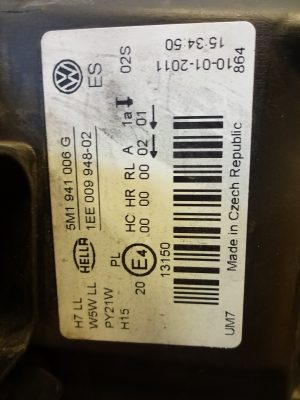 VW
ES
02S
10-01-2011
15:34:50
864
5M1 941 006 G
1EE 009 948-02
HELLA
HC HR RL A 1a
.00 00 00 02 .01
H7 LL
W5W LL
PY21W
H15
PL
20
E4
13150
Made in Czech Republic
UM7